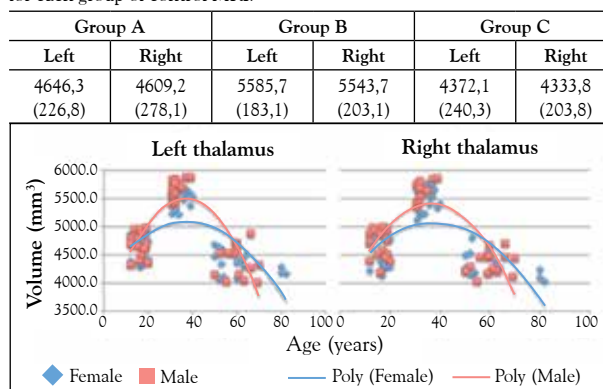 Group A Group B Group C
Left Right Left Right Left Right
4646,3 4609,2 5585,7 5543,7 4372,1 4333,8
(226,8) (278,1) (183,1) (203,1) (240,3) (203,8)
Left thalamus Right thalamus
Volume (mm³)
6000.0
5500.0
5000.0
4500.0
4000.0
3500.0
0 20 40 60 80 100 0 20 40 60 80 100
Age (years)
Female Male Poly (Female) Poly (Male)